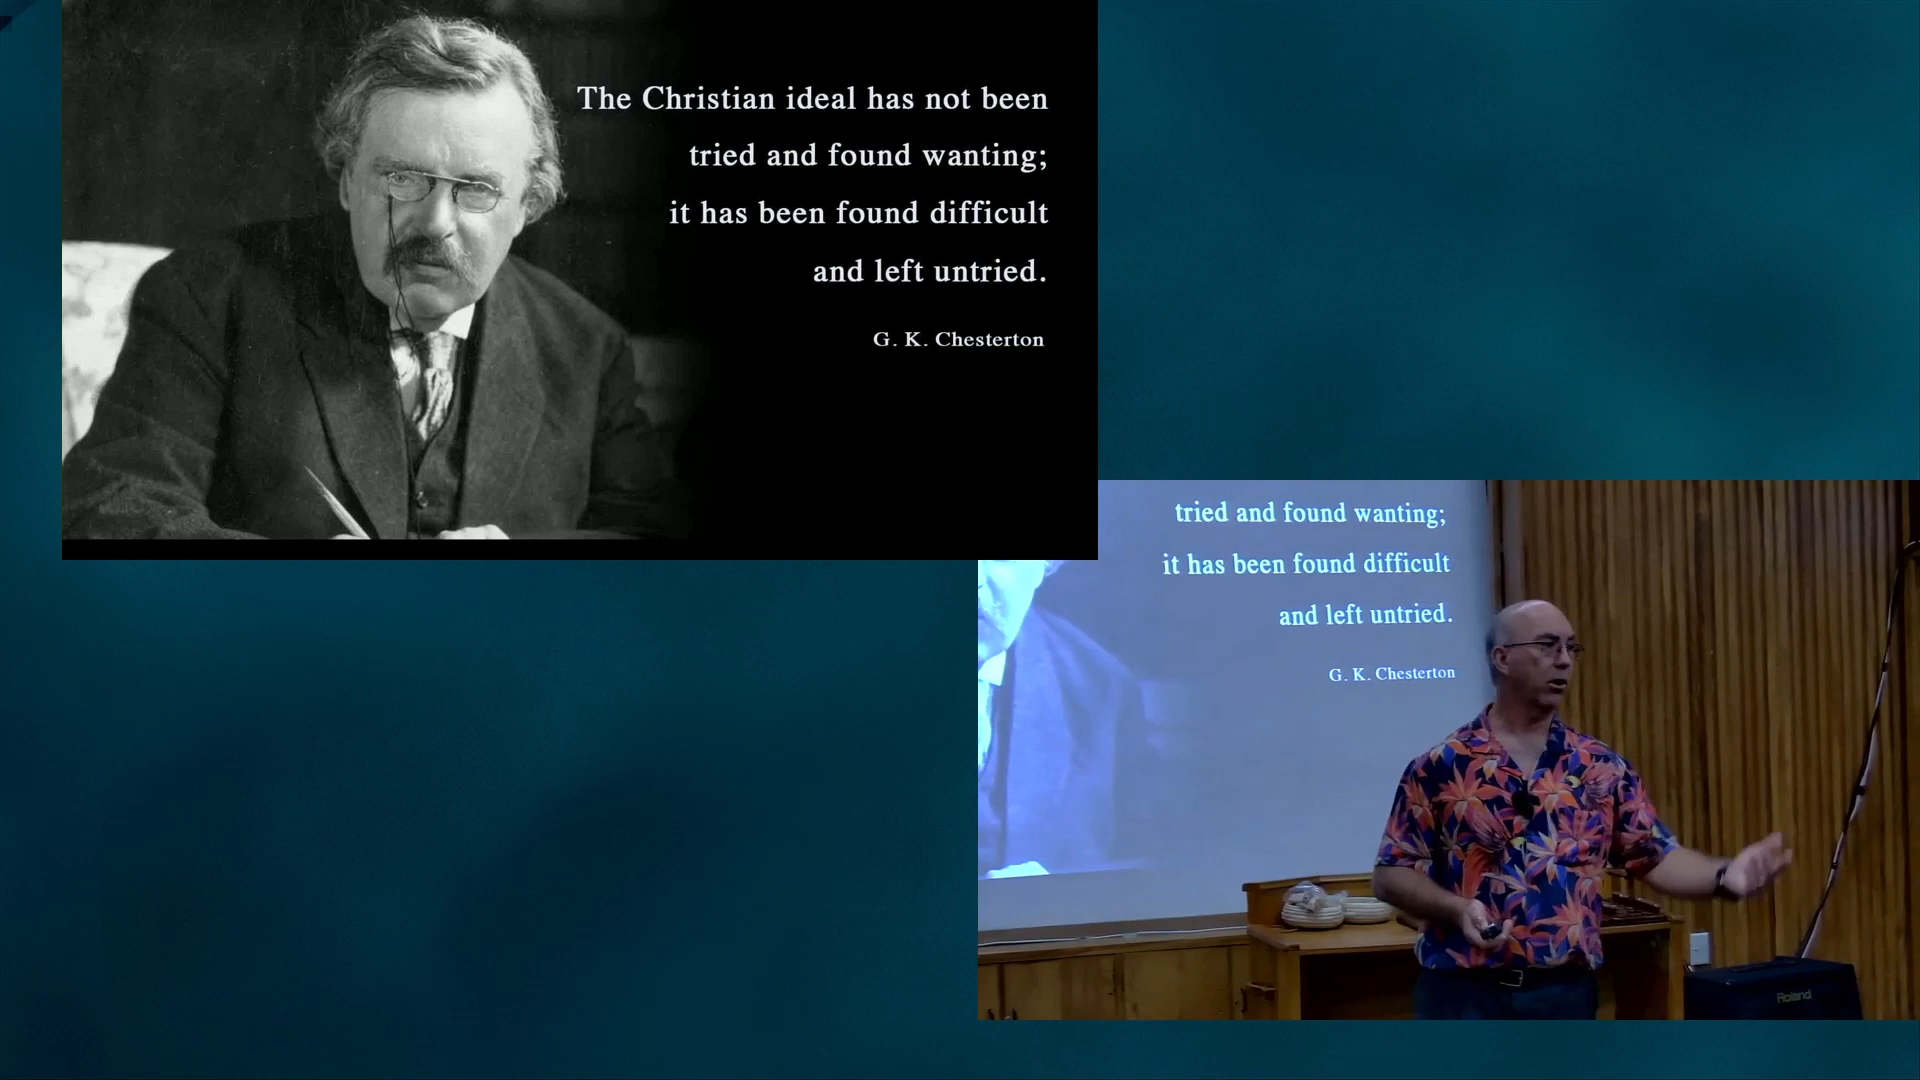 The Christian ideal has not been
tried and found wanting;
it has been found difficult
and left untried.
G. K. Chesterton
tried and found wanting;
it has been found difficult
and left untried.
G. K. Chesterton
Roland